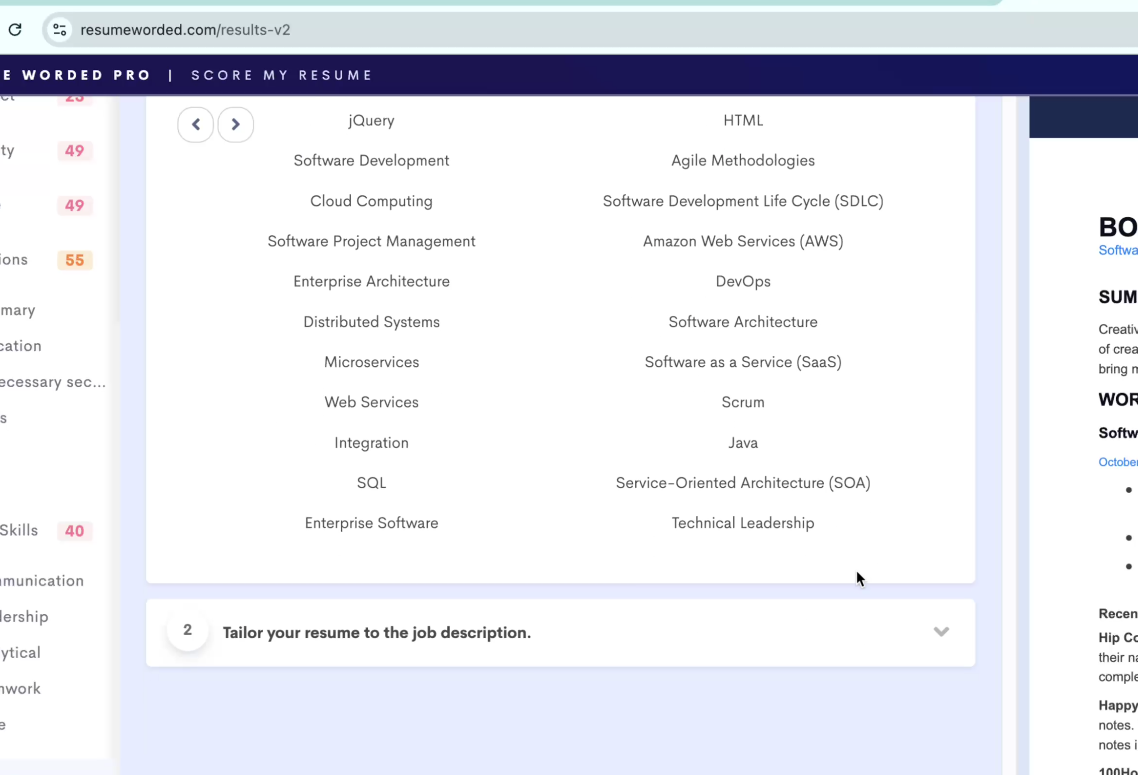 resumeworded.com/results-v2
E WORDED PRO | SCORE MY RESUME
23
ty 49
49
ions 55
mary
cation
ecessary sec...
s
Skills 40
mmunication
dership
ytical
mwork
e
jQuery HTML
Software Development Agile Methodologies
Cloud Computing Software Development Life Cycle (SDLC)
Software Project Management Amazon Web Services (AWS)
Enterprise Architecture DevOps
Distributed Systems Software Architecture
Microservices Software as a Service (SaaS)
Web Services Scrum
Integration Java
SQL Service-Oriented Architecture (SOA)
Enterprise Software Technical Leadership
2 Tailor your resume to the job description.
BO
Softwa
SUM
Creativ
of crea
bring m
WOR
Softw
October
Recen
Hip Co
their na
comple
Happy
notes.
notes i
100Ho